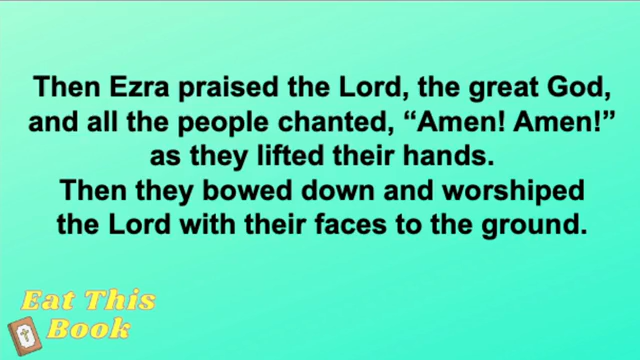 Then Ezra praised the Lord, the great God,
and all the people chanted, “Amen! Amen!”
as they lifted their hands.
Then they bowed down and worshiped
the Lord with their faces to the ground.
Eat This
Book